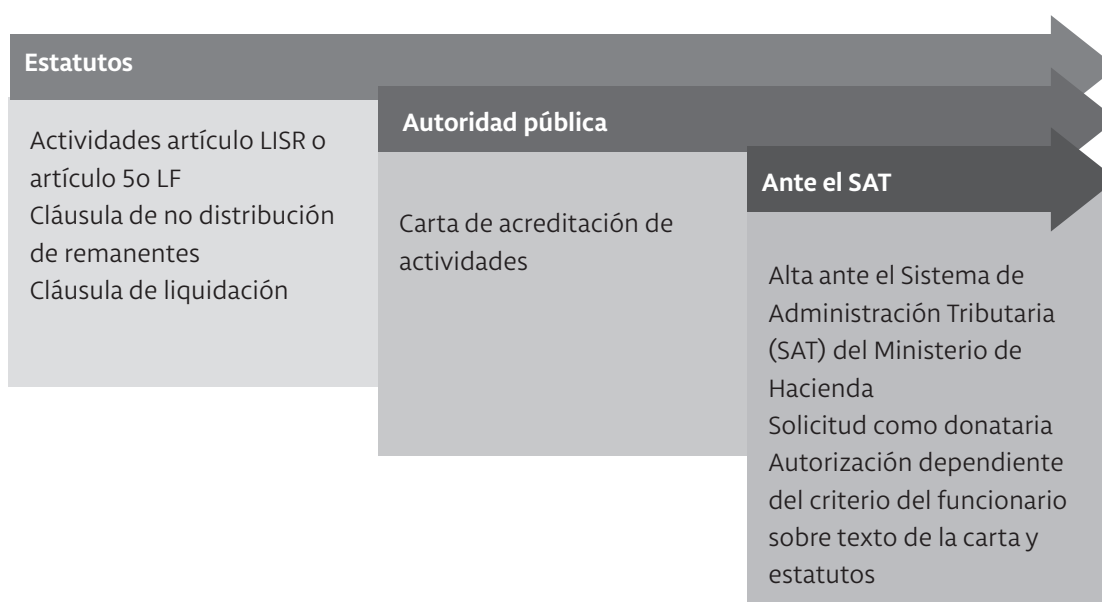 Estatutos
Actividades artículo LISR o
artículo 5o LF
Cláusula de no distribución
de remanentes
Cláusula de liquidación
Autoridad pública
Carta de acreditación de
actividades
Ante el SAT
Alta ante el Sistema de
Administración Tributaria
(SAT) del Ministerio de
Hacienda
Solicitud como donataria
Autorización dependiente
del criterio del funcionario
sobre texto de la carta y
estatutos